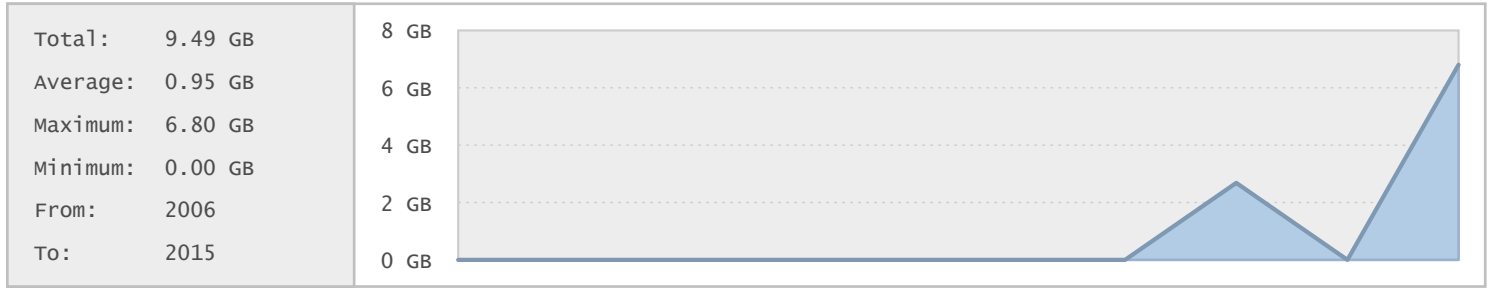 Total: 9.49 GB
Average: 0.95 GB
Maximum: 6.80 GB
Minimum: 0.00 GB
From: 2006
To: 2015
8 GB
6 GB
4 GB
2 GB
0 GB